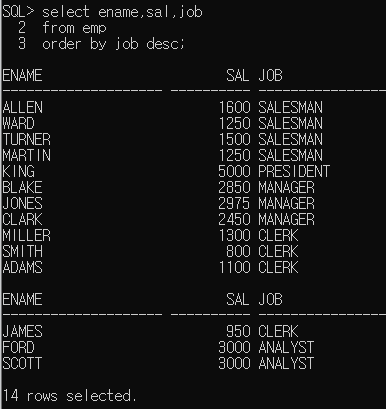 SQL> select ename,sal,job
  2  from emp
  3  order by job desc;
ENAME                       SAL JOB
-------------------- ---------- ------------------
ALLEN                      1600 SALESMAN
WARD                       1250 SALESMAN
TURNER                     1500 SALESMAN
MARTIN                     1250 SALESMAN
KING                       5000 PRESIDENT
BLAKE                      2850 MANAGER
JONES                      2975 MANAGER
CLARK                      2450 MANAGER
MILLER                     1300 CLERK
SMITH                       800 CLERK
ADAMS                      1100 CLERK
ENAME                       SAL JOB
-------------------- ---------- ------------------
JAMES                       950 CLERK
FORD                       3000 ANALYST
SCOTT                      3000 ANALYST
14 rows selected.